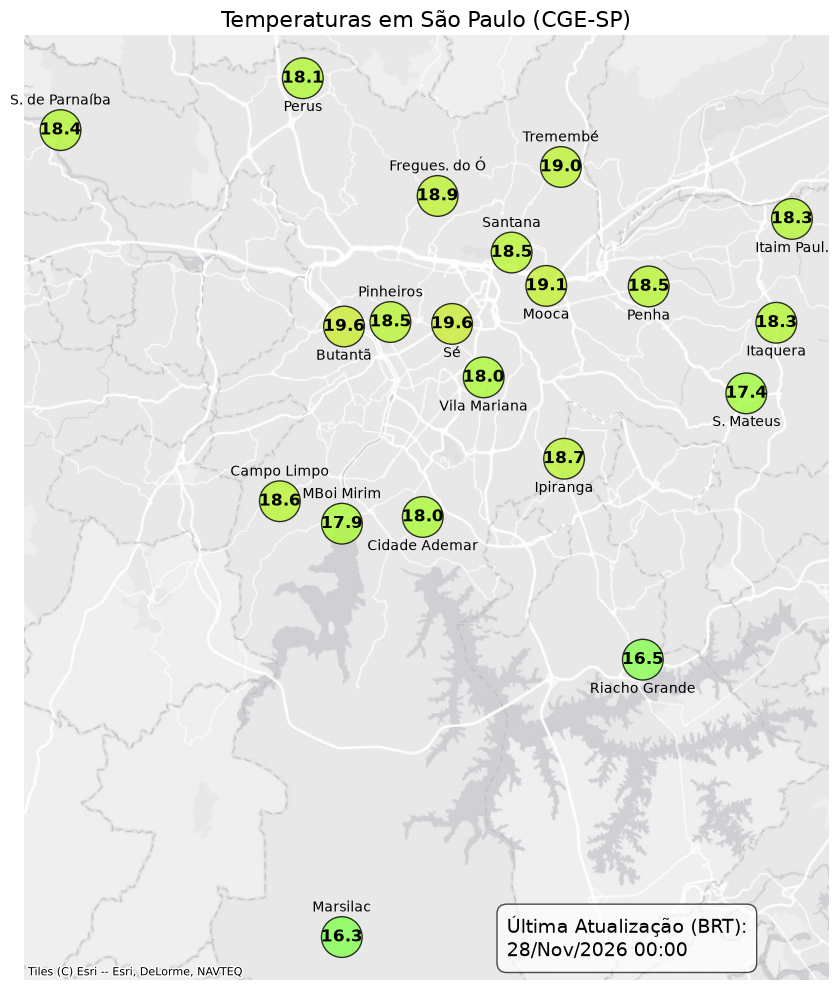 Temperaturas em São Paulo (CGE-SP)
18.1
Perus
S. de Parnaíba
18.4
Tremembé
19.0
Fregues. do Ó
18.9
18.3
Itaim Paul.
Santana
18.5
19.1
Mooca
18.5
Penha
Pinheiros
18.5
19.6
Butantã
19.6
Sé
18.3
Itaquera
18.0
Vila Mariana
17.4
S. Mateus
18.7
Ipiranga
Campo Limpo
18.6
MBoi Mirim
17.9
18.0
Cidade Ademar
16.5
Riacho Grande
Marsilac
16.3
Última Atualização (BRT):
28/Nov/2026 00:00
Tiles (C) Esri -- Esri, DeLorme, NAVTEQ